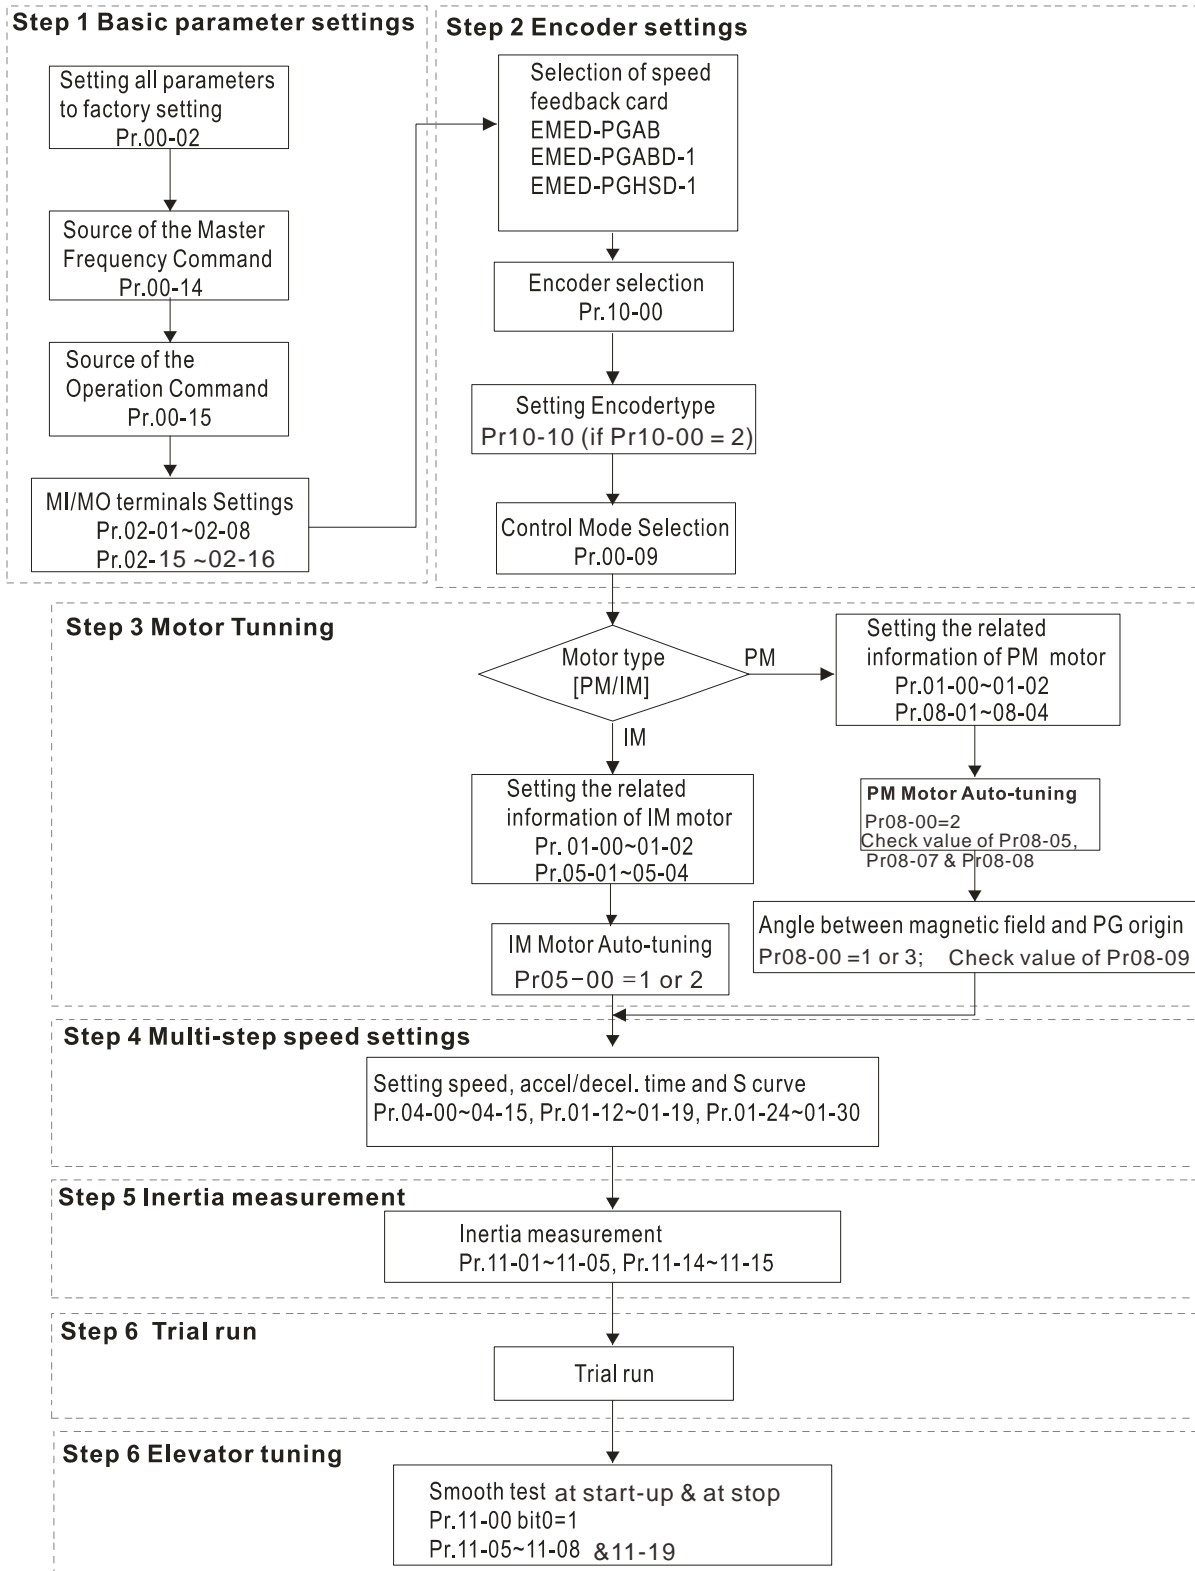 Step 1 Basic parameter settings
Setting all parameters
to factory setting
Pr.00-02
Source of the Master
Frequency Command
Pr.00-14
Source of the
Operation Command
Pr.00-15
MI/MO terminals Settings
Pr.02-01~02-08
Pr.02-15 ~02-16
Step 2 Encoder settings
Selection of speed
feedback card
EMED-PGAB
EMED-PGABD-1
EMED-PGHSD-1
Encoder selection
Pr.10-00
Setting Encodertype
Pr10-10 (if Pr10-00 = 2)
Control Mode Selection
Pr.00-09
Step 3 Motor Tunning
Motor type
[PM/IM]
PM
IM
Setting the related
information of PM motor
Pr.01-00~01-02
Pr.08-01~08-04
PM Motor Auto-tuning
Pr08-00=2
Check value of Pr08-05,
Pr08-07 & Pr08-08
Angle between magnetic field and PG origin
Pr08-00 =1 or 3; Check value of Pr08-09
Setting the related
information of IM motor
Pr. 01-00~01-02
Pr.05-01~05-04
IM Motor Auto-tuning
Pr05-00 =1 or 2
Step 4 Multi-step speed settings
Setting speed, accel/decel. time and S curve
Pr.04-00~04-15, Pr.01-12~01-19, Pr.01-24~01-30
Step 5 Inertia measurement
Inertia measurement
Pr.11-01~11-05, Pr.11-14~11-15
Step 6 Trial run
Trial run
Step 6 Elevator tuning
Smooth test at start-up & at stop
Pr.11-00 bit0=1
Pr.11-05~11-08 &11-19